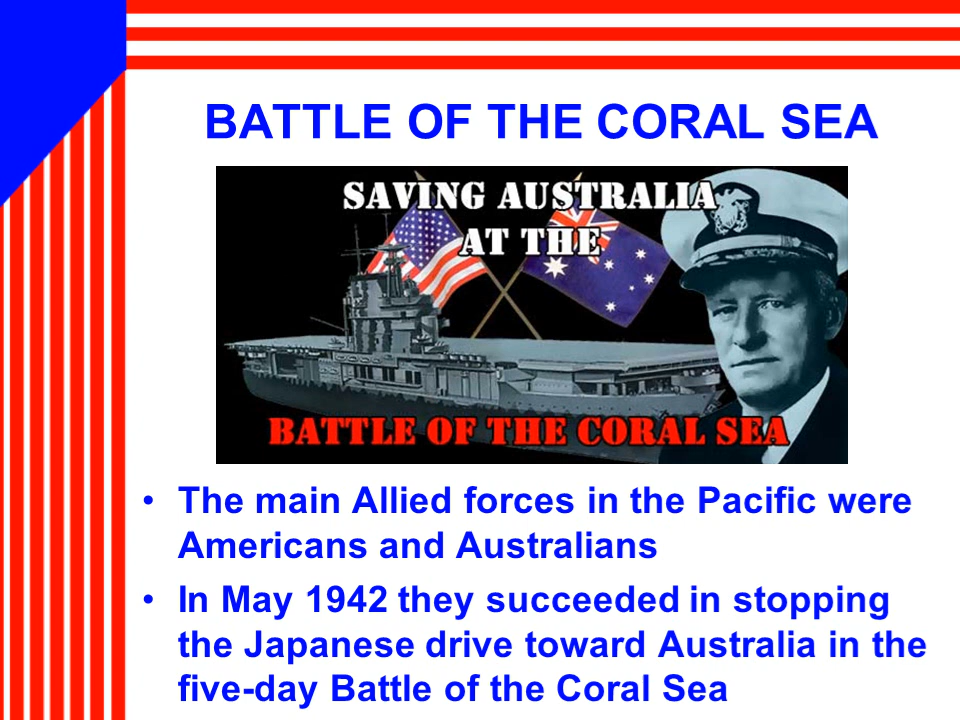 BATTLE OF THE CORAL SEA
SAVING AUSTRALIA
AT THE
BATTLE OF THE CORAL SEA
• The main Allied forces in the Pacific were
Americans and Australians
• In May 1942 they succeeded in stopping
the Japanese drive toward Australia in the
five-day Battle of the Coral Sea